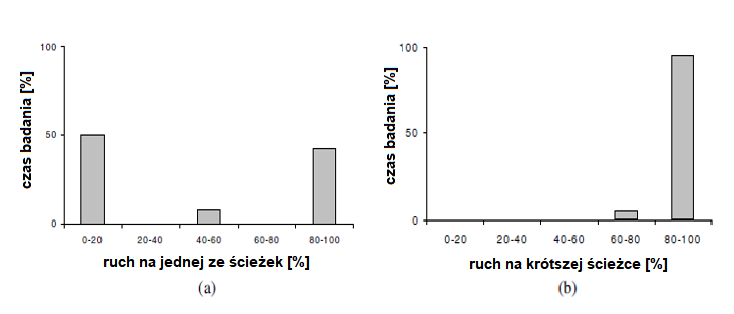 100
50
0
czas badania [%]
0-20 20-40 40-60 60-80 80-100
ruch na jednej ze ścieżek [%]
(a)
100
50
0
czas badania [%]
0-20 20-40 40-60 60-80 80-100
ruch na krótszej ścieżce [%]
(b)